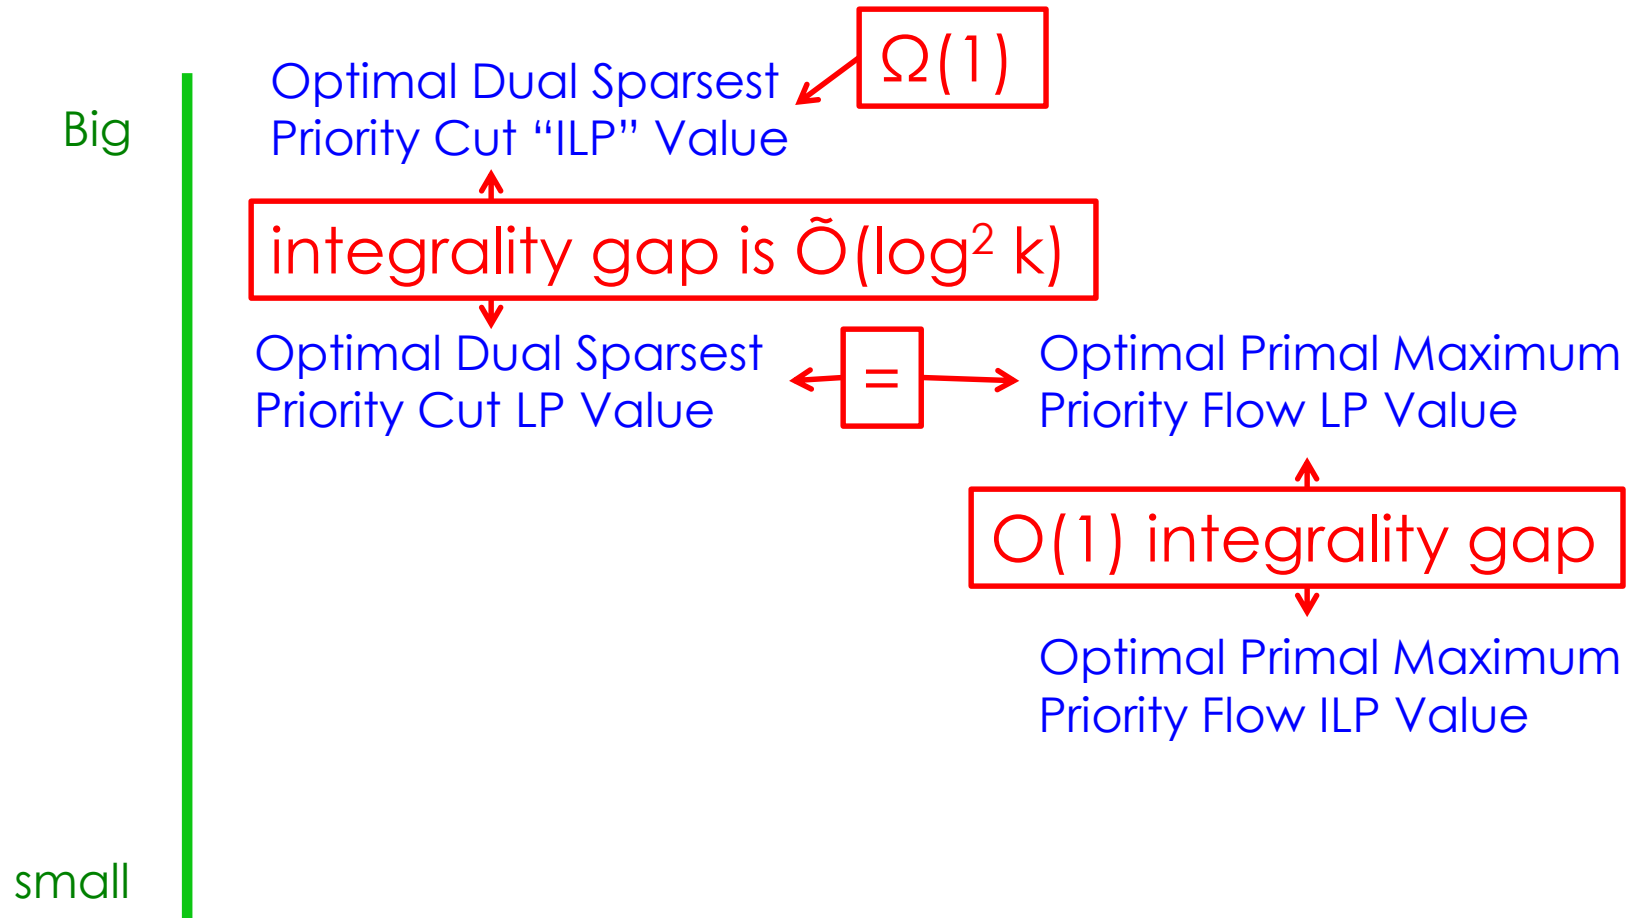 Ω(1)
Optimal Dual Sparsest
Priority Cut “ILP” Value
Big
integrality gap is Õ(log² k)
Optimal Dual Sparsest
Priority Cut LP Value
=
Optimal Primal Maximum
Priority Flow LP Value
O(1) integrality gap
Optimal Primal Maximum
Priority Flow ILP Value
small